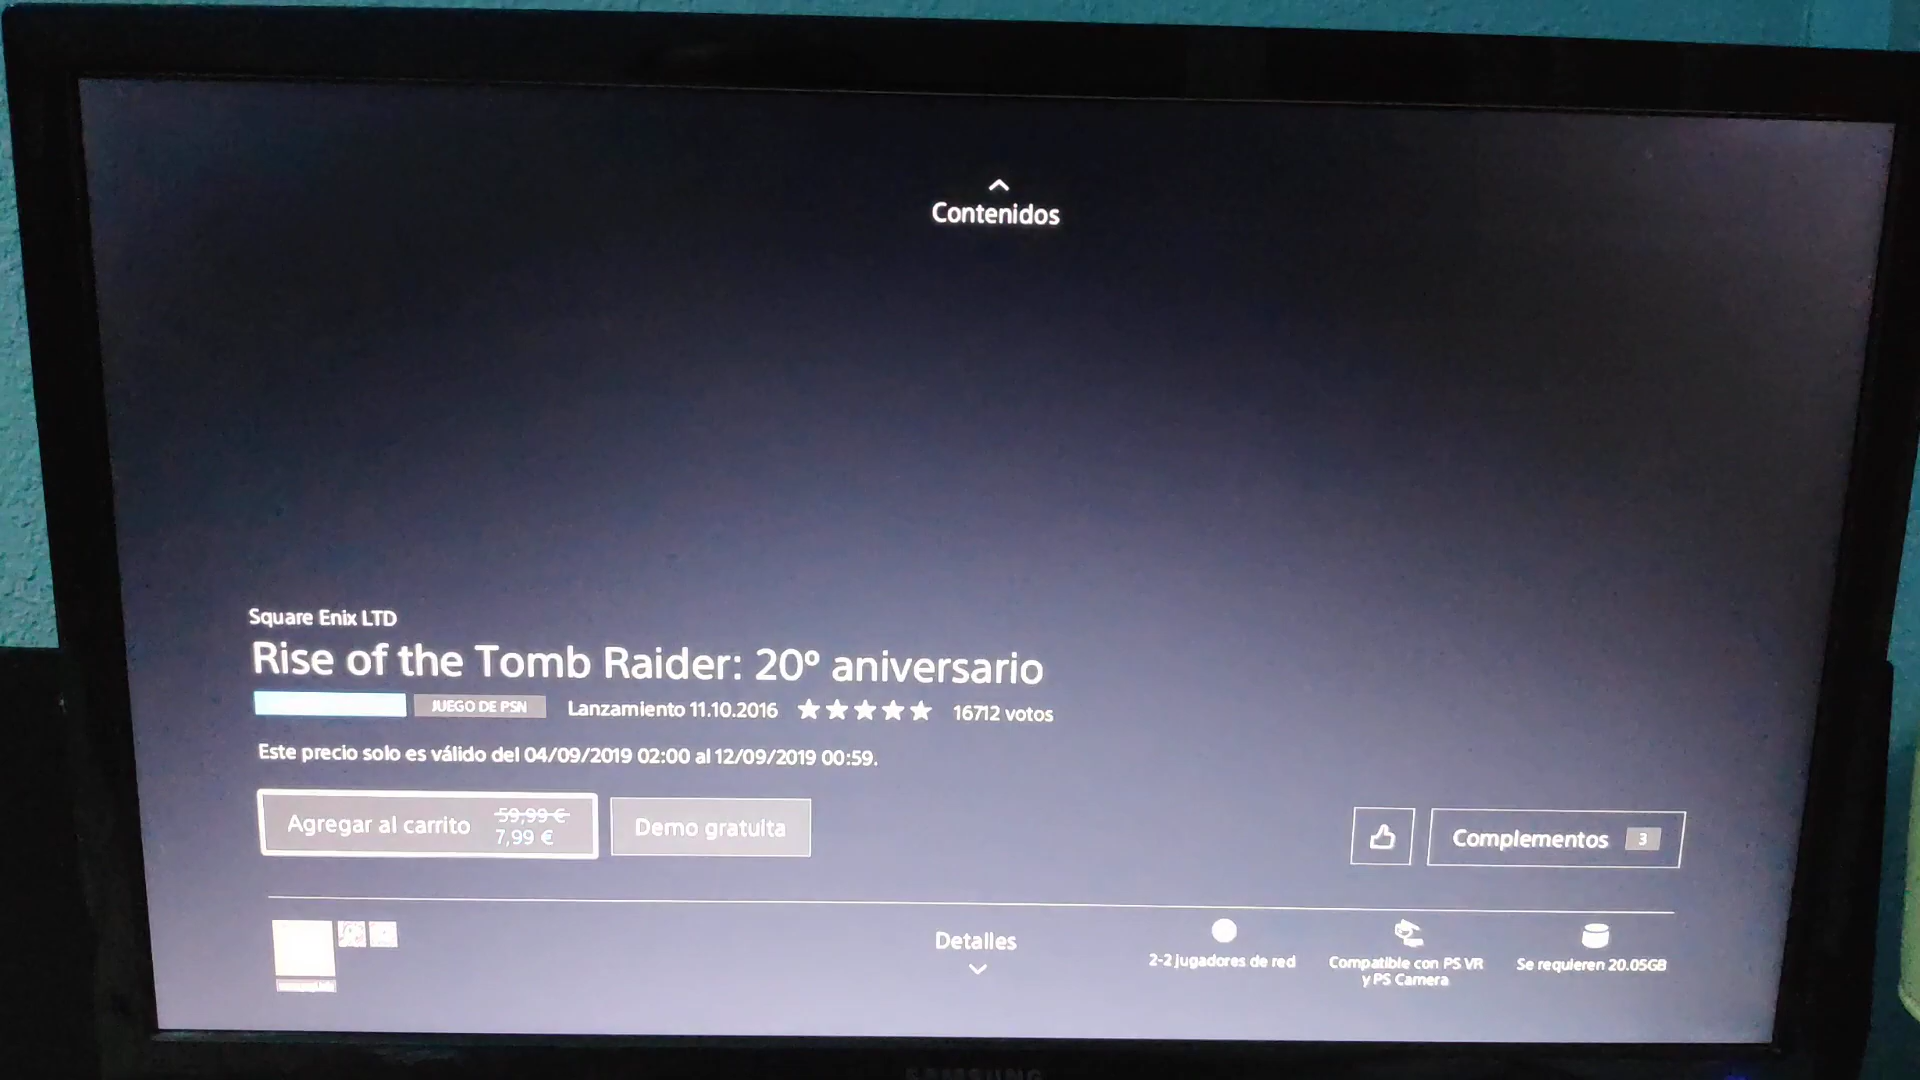 Contenidos
Square Enix LTD
Rise of the Tomb Raider: 20º aniversario
JUEGO DE PSN Lanzamiento 11.10.2016 16712 votos
Este precio solo es válido del 04/09/2019 02:00 al 12/09/2019 00:59.
Agregar al carrito 59,99 €
7,99 €
Demo gratuita
Complementos 3
Detalles
2-2 jugadores de red
Compatible con PS VR
y PS Camera
Se requieren 20.05GB
SAMSUNG